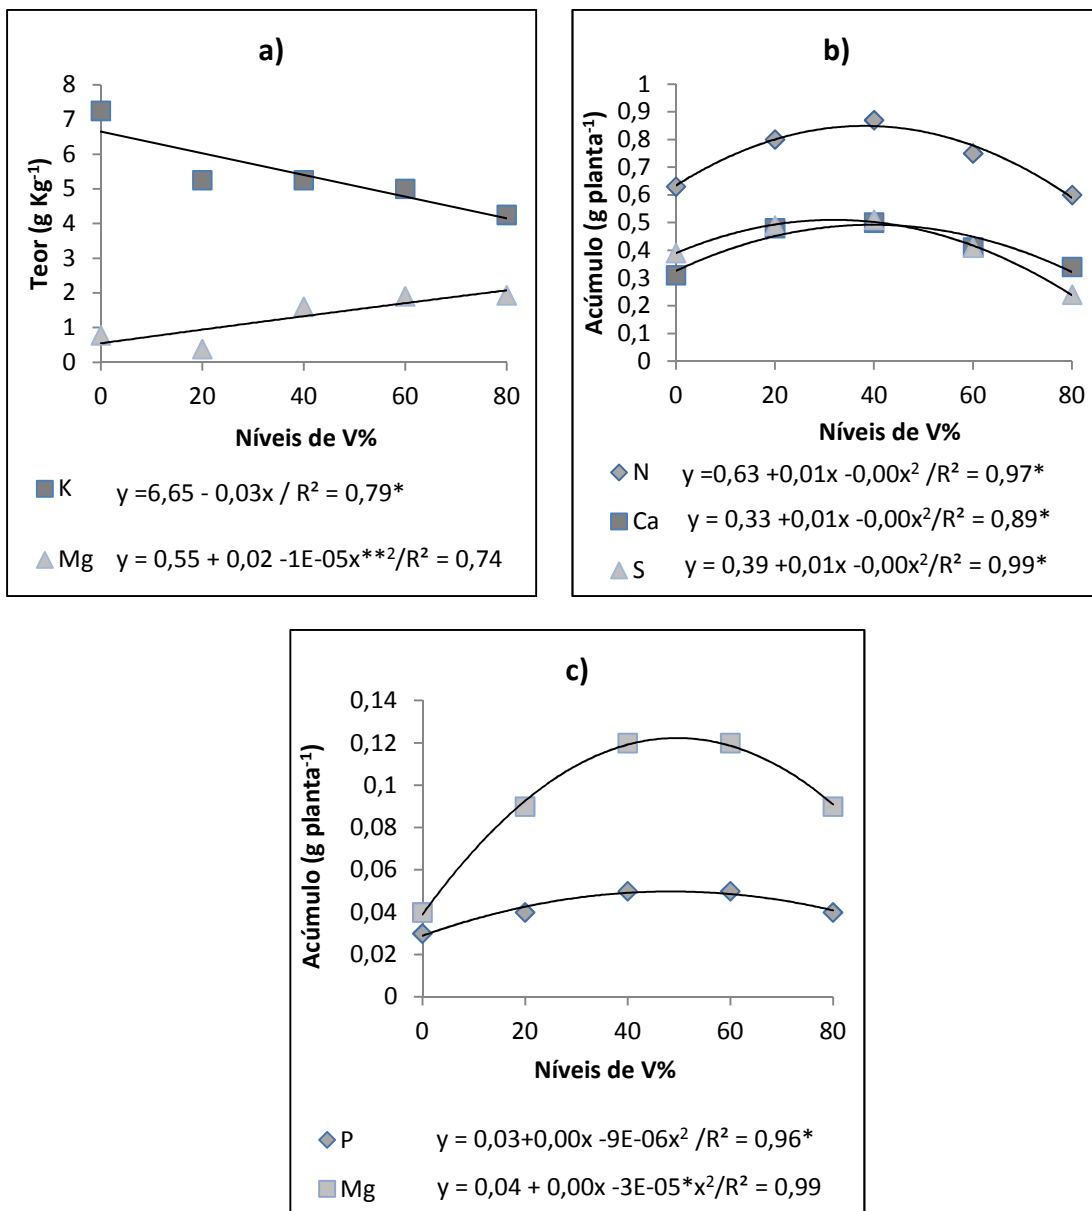 a)
8
7
6
5
4
3
2
1
0
Teor (g Kg⁻¹)
0 20 40 60 80
Níveis de V%
K y =6,65 - 0,03x / R² = 0,79*
Mg y = 0,55 + 0,02 -1E-05x**²/R² = 0,74
b)
1
0,9
0,8
0,7
0,6
0,5
0,4
0,3
0,2
0,1
0
Acúmulo (g planta⁻¹)
0 20 40 60 80
Níveis de V%
N y =0,63 +0,01x -0,00x² /R² = 0,97*
Ca y = 0,33 +0,01x -0,00x²/R² = 0,89*
S y = 0,39 +0,01x -0,00x²/R² = 0,99*
c)
0,14
0,12
0,1
0,08
0,06
0,04
0,02
0
Acúmulo (g planta⁻¹)
0 20 40 60 80
Níveis de V%
P y = 0,03+0,00x -9E-06x² /R² = 0,96*
Mg y = 0,04 + 0,00x -3E-05*x²/R² = 0,99